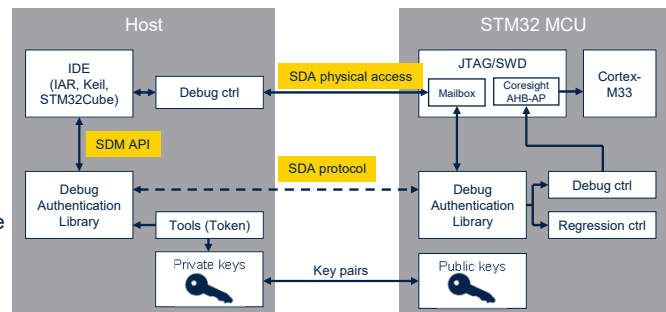 Host
STM32 MCU
IDE
(IAR, Keil,
STM32Cube)
Debug ctrl
SDA physical access
JTAG/SWD
Mailbox
Coresight
AHB-AP
Cortex-
M33
SDM API
SDA protocol
Debug
Authentication
Library
Debug
Authentication
Library
Debug ctrl
Regression ctrl
Tools (Token)
Private keys
Key pairs
Public keys
e